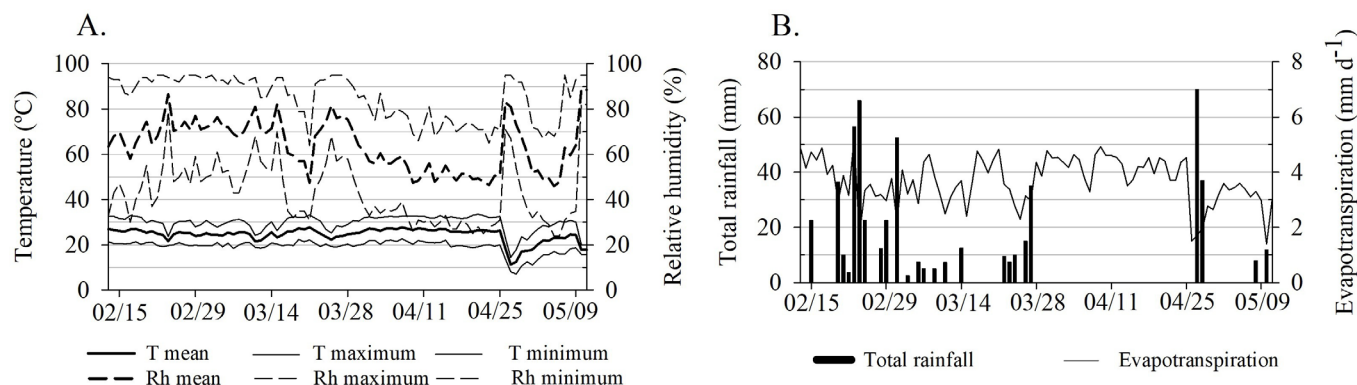 A.
Temperature (ºC)
100
80
60
40
20
0
100
80
60
40
20
0
Relative humidity (%)
02/15 02/29 03/14 03/28 04/11 04/25 05/09
T mean T maximum T minimum
Rh mean Rh maximum Rh minimum
B.
Total rainfall (mm)
80
60
40
20
0
8
6
4
2
0
Evapotranspiration (mm d-1)
02/15 02/29 03/14 03/28 04/11 04/25 05/09
Total rainfall Evapotranspiration